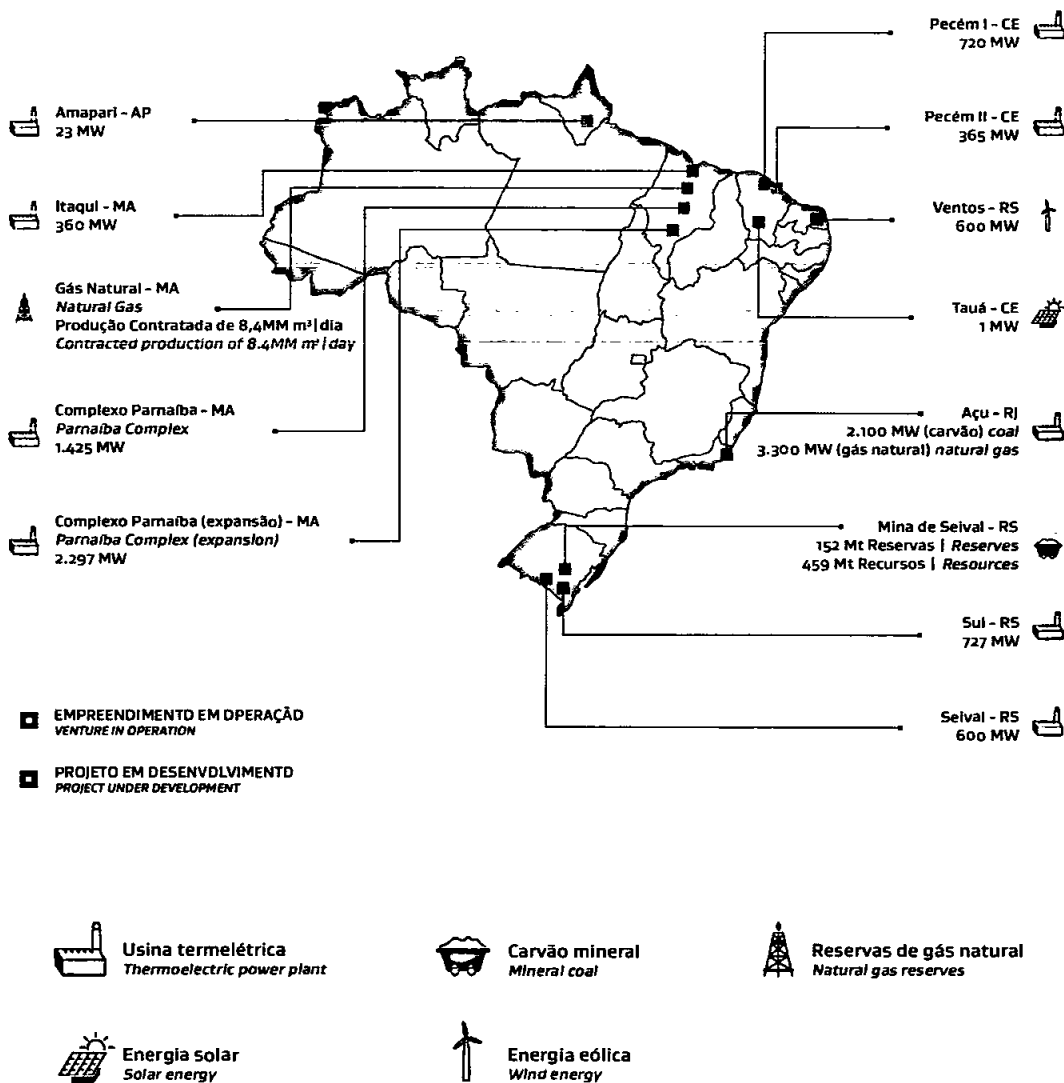 Pecém I - CE
720 MW
Amapari - AP
23 MW
Pecém II - CE
365 MW
Itaqui - MA
360 MW
Ventos - RS
600 MW
Gás Natural - MA
Natural Gas
Produção Contratada de 8,4MM m³|dia
Contracted production of 8.4MM m³|day
Tauá - CE
1 MW
Complexo Parnaíba - MA
Parnaíba Complex
1.425 MW
Açu - RJ
2.100 MW (carvão) coal
3.300 MW (gás natural) natural gas
Complexo Parnaíba (expansão) - MA
Parnaíba Complex (expansion)
2.297 MW
Mina de Seival - RS
152 Mt Reservas | Reserves
459 Mt Recursos | Resources
Sul - RS
727 MW
Seival - RS
600 MW
EMPREENDIMENTO EM OPERAÇÃO
VENTURE IN OPERATION
PROJETO EM DESENVOLVIMENTO
PROJECT UNDER DEVELOPMENT
Usina termelétrica
Thermoelectric power plant
Carvão mineral
Mineral coal
Reservas de gás natural
Natural gas reserves
Energia solar
Solar energy
Energia eólica
Wind energy